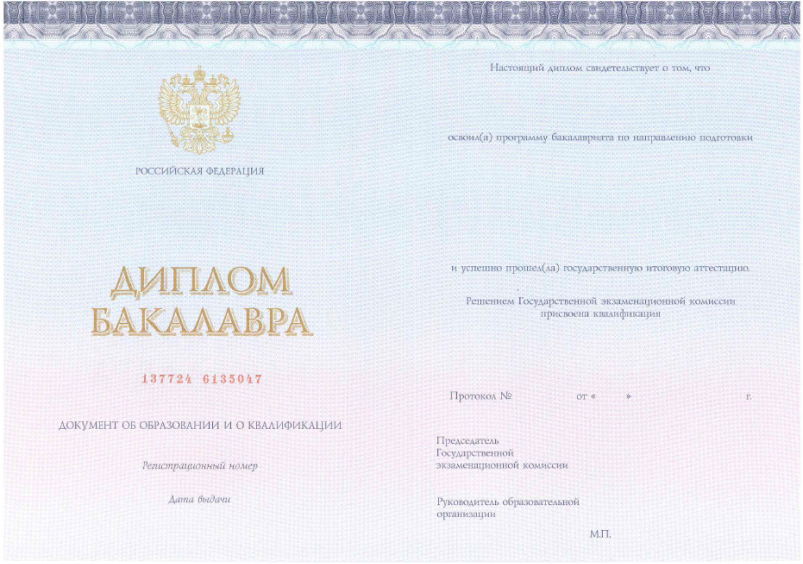 РОССИЙСКАЯ ФЕДЕРАЦИЯ
ДИПЛОМ
БАКАЛАВРА
137724 6135047
ДОКУМЕНТ ОБ ОБРАЗОВАНИИ И О КВАЛИФИКАЦИИ
Регистрационный номер
Дата выдачи
Настоящий диплом свидетельствует о том, что
освоил(а) программу бакалавриата по направлению подготовки
и успешно прошел(ла) государственную итоговую аттестацию
Решением Государственной экзаменационной комиссии
присвоена квалификация
Протокол № от « » г.
Председатель
Государственной
экзаменационной комиссии
Руководитель образовательной
организации
М.П.